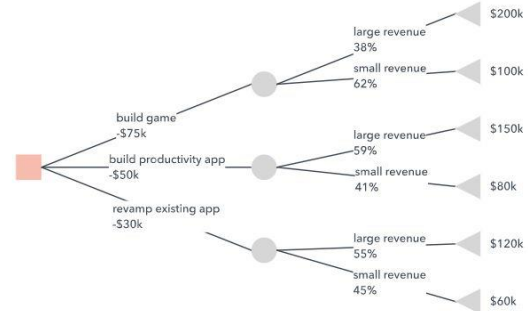 $200k
large revenue
38%
small revenue
62%
$100k
build game
-$75k
large revenue
59%
$150k
build productivity app
-$50k
small revenue
41%
$80k
revamp existing app
-$30k
large revenue
55%
$120k
small revenue
45%
$60k